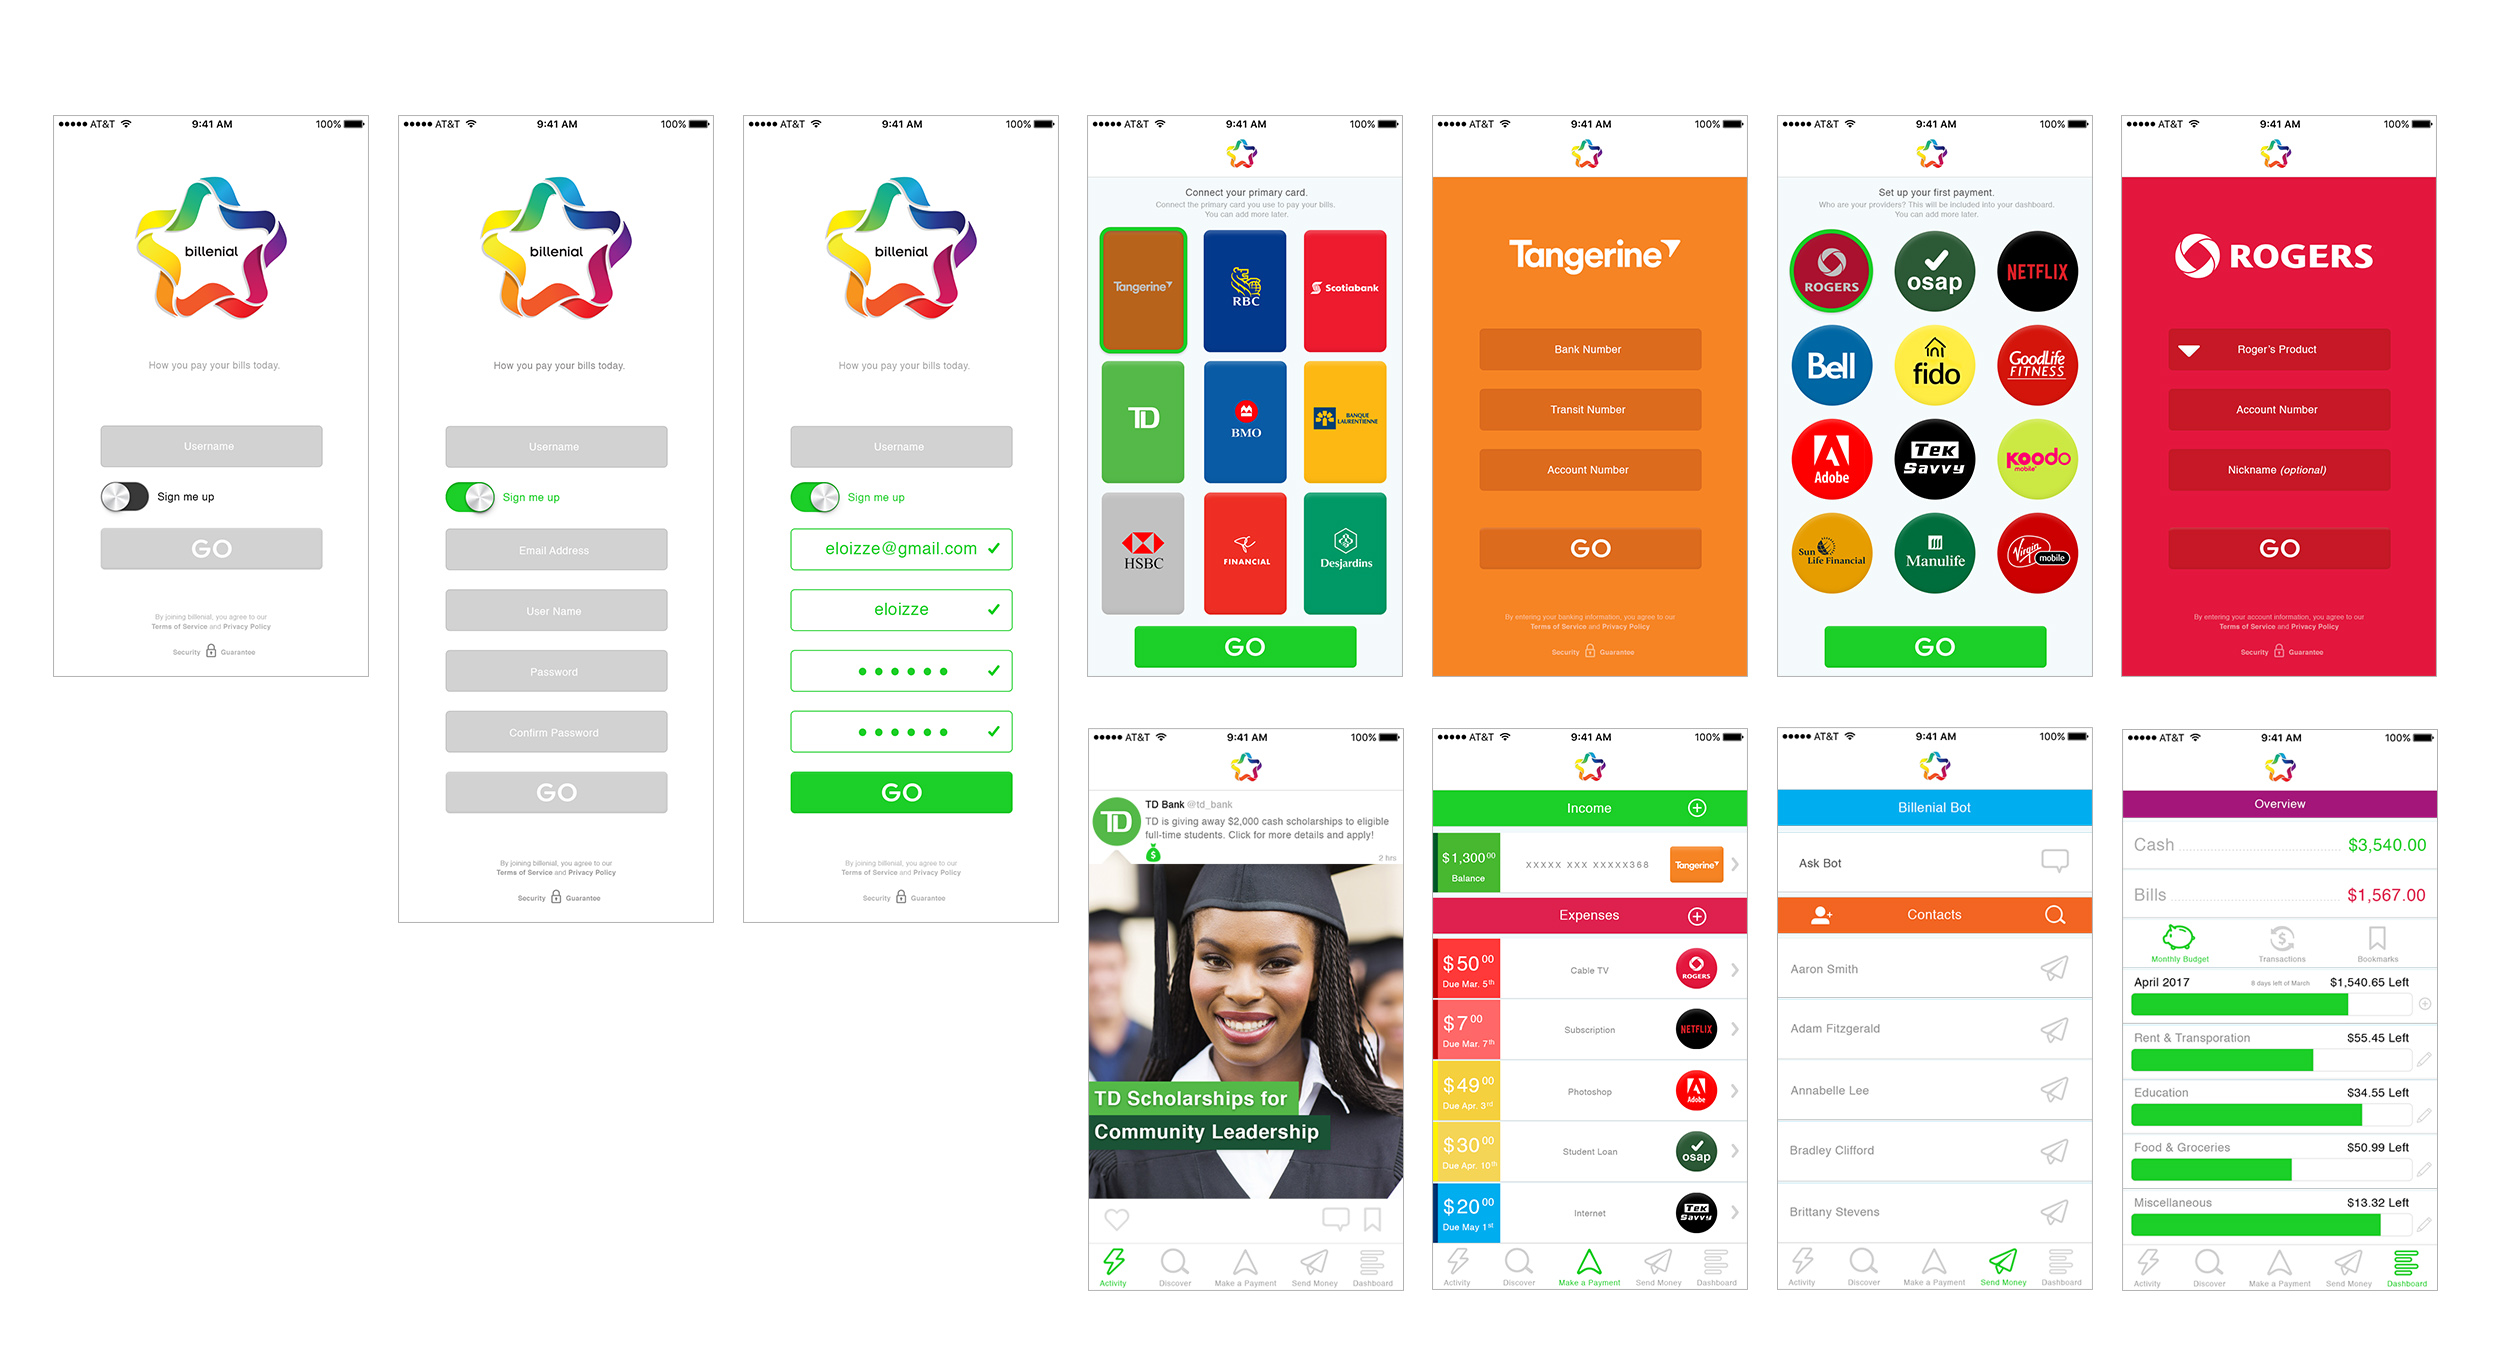 AT&T 9:41 AM 100%
billenial
How you pay your bills today.
Username
Sign me up
GO
By joining billenial, you agree to our
Terms of Service and Privacy Policy
Security Guarantee
AT&T 9:41 AM 100%
billenial
How you pay your bills today.
Username
Sign me up
Email Address
User Name
Password
Confirm Password
GO
By joining billenial, you agree to our
Terms of Service and Privacy Policy
Security Guarantee
AT&T 9:41 AM 100%
billenial
How you pay your bills today.
Username
Sign me up
eloizze@gmail.com
eloizze
GO
By joining billenial, you agree to our
Terms of Service and Privacy Policy
Security Guarantee
AT&T 9:41 AM 100%
Connect your primary card.
Connect the primary card you use to pay your bills.
You can add more later.
Tangerine
RBC
Scotiabank
TD
BMO
BANQUE
LAURENTIENNE
HSBC
FINANCIAL
Desjardins
GO
AT&T 9:41 AM 100%
Tangerine
Bank Number
Transit Number
Account Number
GO
By entering your banking information, you agree to our
Terms of Service and Privacy Policy
Security Guarantee
AT&T 9:41 AM 100%
Set up your first payment.
Who are your providers? This will be included into your dashboard.
You can add more later.
ROGERS
osap
NETFLIX
Bell
fido
GoodLife
FITNESS
Adobe
TEK
SAVVY
koodo
mobile
Sun
Life Financial
Manulife
Virgin
mobile
GO
AT&T 9:41 AM 100%
ROGERS
Roger's Product
Account Number
Nickname (optional)
GO
By entering your account information, you agree to our
Terms of Service and Privacy Policy
Security Guarantee
AT&T 9:41 AM 100%
TD
TD Bank @td_bank
TD is giving away $2,000 cash scholarships to eligible
full-time students. Click for more details and apply!
$
2 hrs
TD Scholarships for
Community Leadership
Activity Discover Make a Payment Send Money Dashboard
AT&T 9:41 AM 100%
Income
$1,300 00
Balance
XXXXX XXX XXXXX368
Tangerine
Expenses
$50 00
Due Mar. 5th
Cable TV
ROGERS
$7 00
Due Mar. 7th
Subscription
NETFLIX
$49 00
Due Apr. 3rd
Photoshop
Adobe
$30 00
Due Apr. 10th
Student Loan
osap
$20 00
Due May 1st
Internet
TEK
SAVVY
Activity Discover Make a Payment Send Money Dashboard
AT&T 9:41 AM 100%
Billenial Bot
Ask Bot
Contacts
Aaron Smith
Adam Fitzgerald
Annabelle Lee
Bradley Clifford
Brittany Stevens
Activity Discover Make a Payment Send Money Dashboard
AT&T 9:41 AM 100%
Overview
Cash $3,540.00
Bills $1,567.00
$
Monthly Budget Transactions Bookmarks
April 2017 8 days left of March $1,540.65 Left
Rent & Transporation $55.45 Left
Education $34.55 Left
Food & Groceries $50.99 Left
Miscellaneous $13.32 Left
Activity Discover Make a Payment Send Money Dashboard